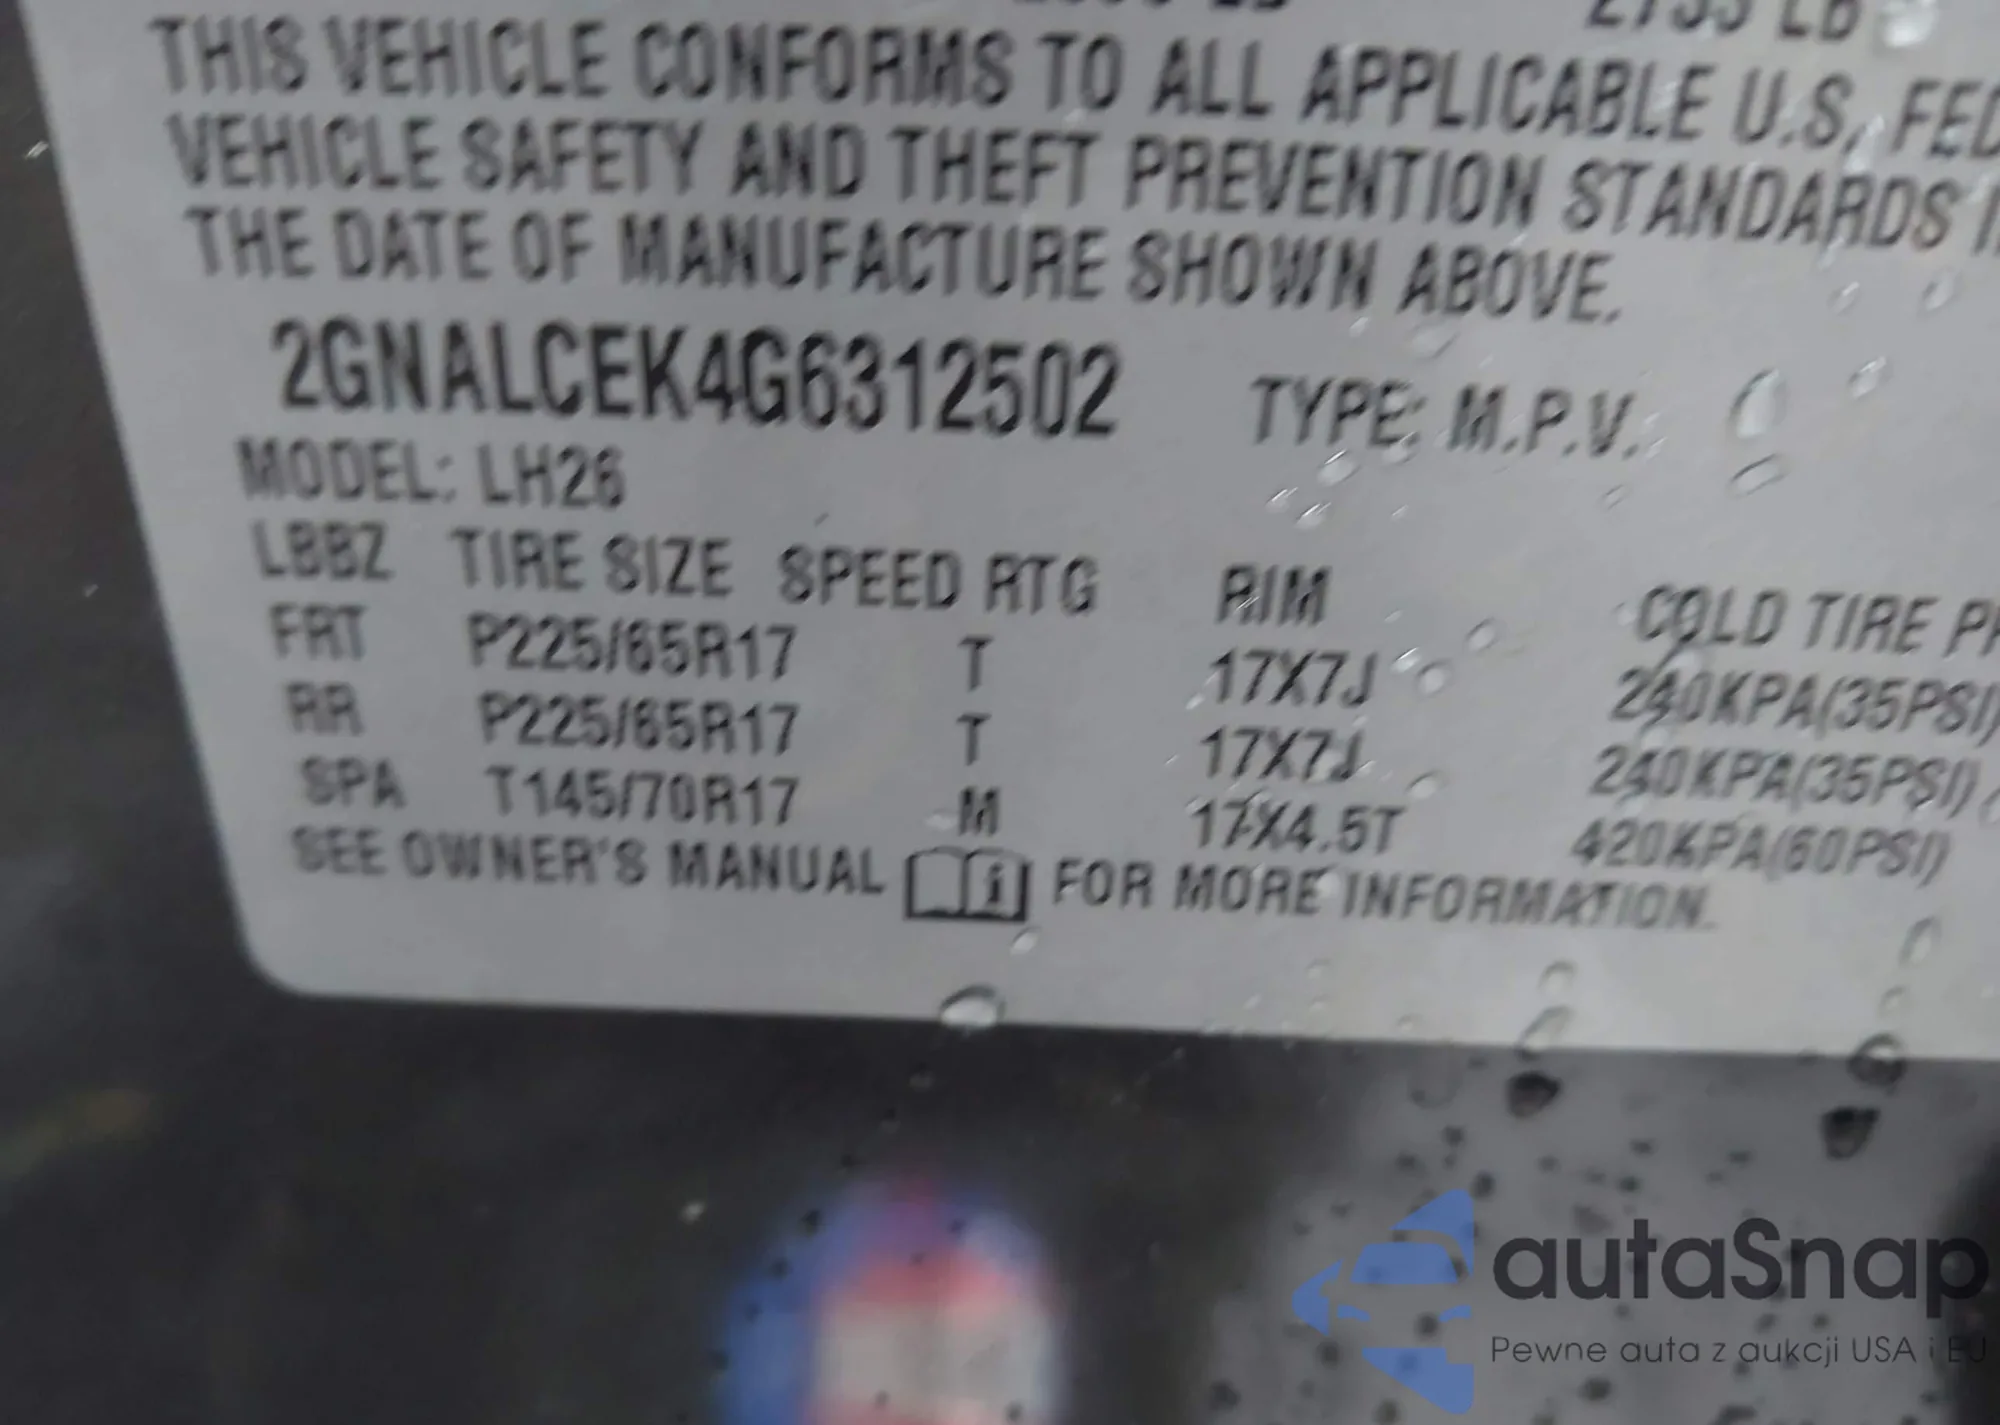 2735 LB
THIS VEHICLE CONFORMS TO ALL APPLICABLE U.S. FED
VEHICLE SAFETY AND THEFT PREVENTION STANDARDS I
THE DATE OF MANUFACTURE SHOWN ABOVE.
2GNALCEK4G6312502 TYPE: M.P.V.
MODEL: LH26
LBBZ TIRE SIZE SPEED RTG RIM COLD TIRE PR
FRT P225/65R17 T 17X7J 240KPA(35PSI)
RR P225/65R17 T 17X7J 240KPA(35PSI)
SPA T145/70R17 M 17X4.5T 420KPA(60PSI)
SEE OWNER'S MANUAL i FOR MORE INFORMATION.
autaSnap
Pewne auta z aukcji USA i EU